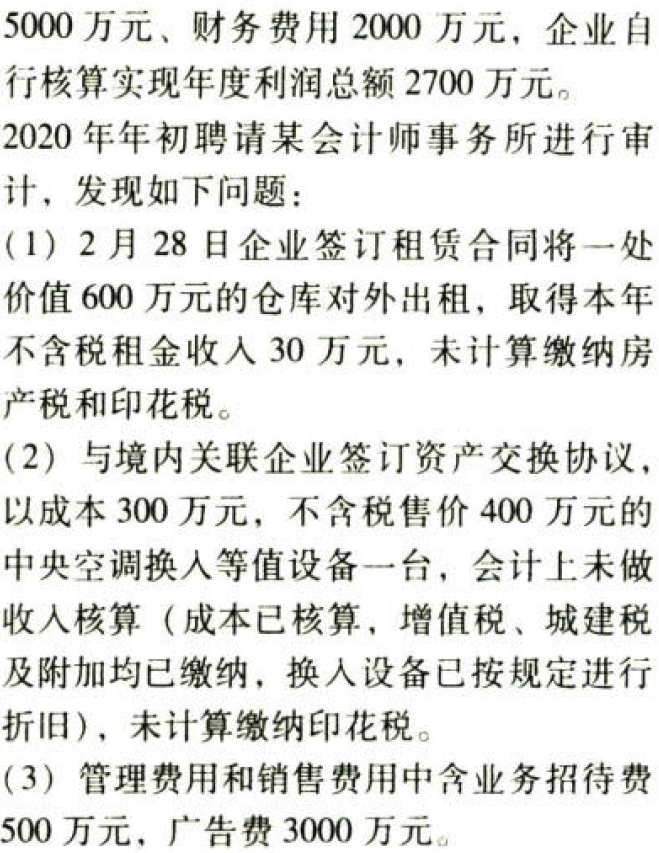 5000 万元、财务费用 2000 万元，企业自
行核算实现年度利润总额 2700 万元。
2020 年年初聘请某会计师事务所进行审
计，发现如下问题：
（1）2 月 28 日企业签订租赁合同将一处
价值 600 万元的仓库对外出租，取得本年
不含税租金收入 30 万元，未计算缴纳房
产税和印花税。
（2）与境内关联企业签订资产交换协议，
以成本 300 万元，不含税售价 400 万元的
中央空调换入等值设备一台，会计上未做
收入核算（成本已核算，增值税、城建税
及附加均已缴纳，换入设备已按规定进行
折旧），未计算缴纳印花税。
（3）管理费用和销售费用中含业务招待费
500 万元，广告费 3000 万元。